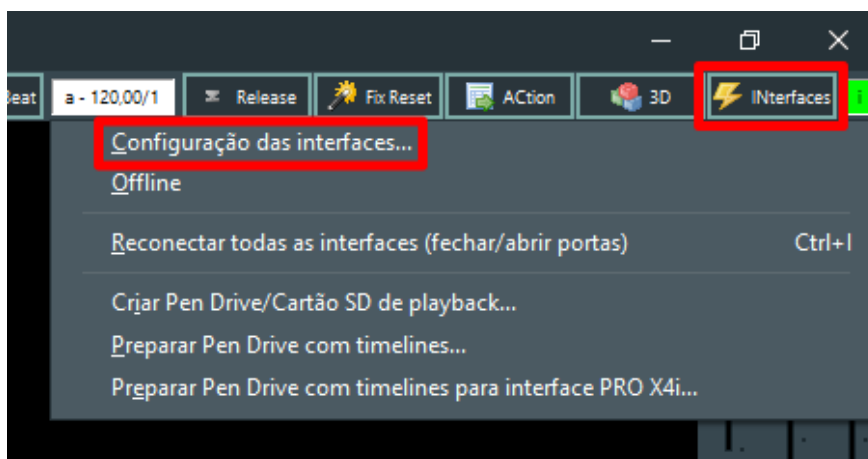 Beat a - 120,00/1 Release Fix Reset ACtion 3D INterfaces i
Configuração das interfaces...
Offline
Reconectar todas as interfaces (fechar/abrir portas) Ctrl+I
Criar Pen Drive/Cartão SD de playback...
Preparar Pen Drive com timelines...
Preparar Pen Drive com timelines para interface PRO X4i...